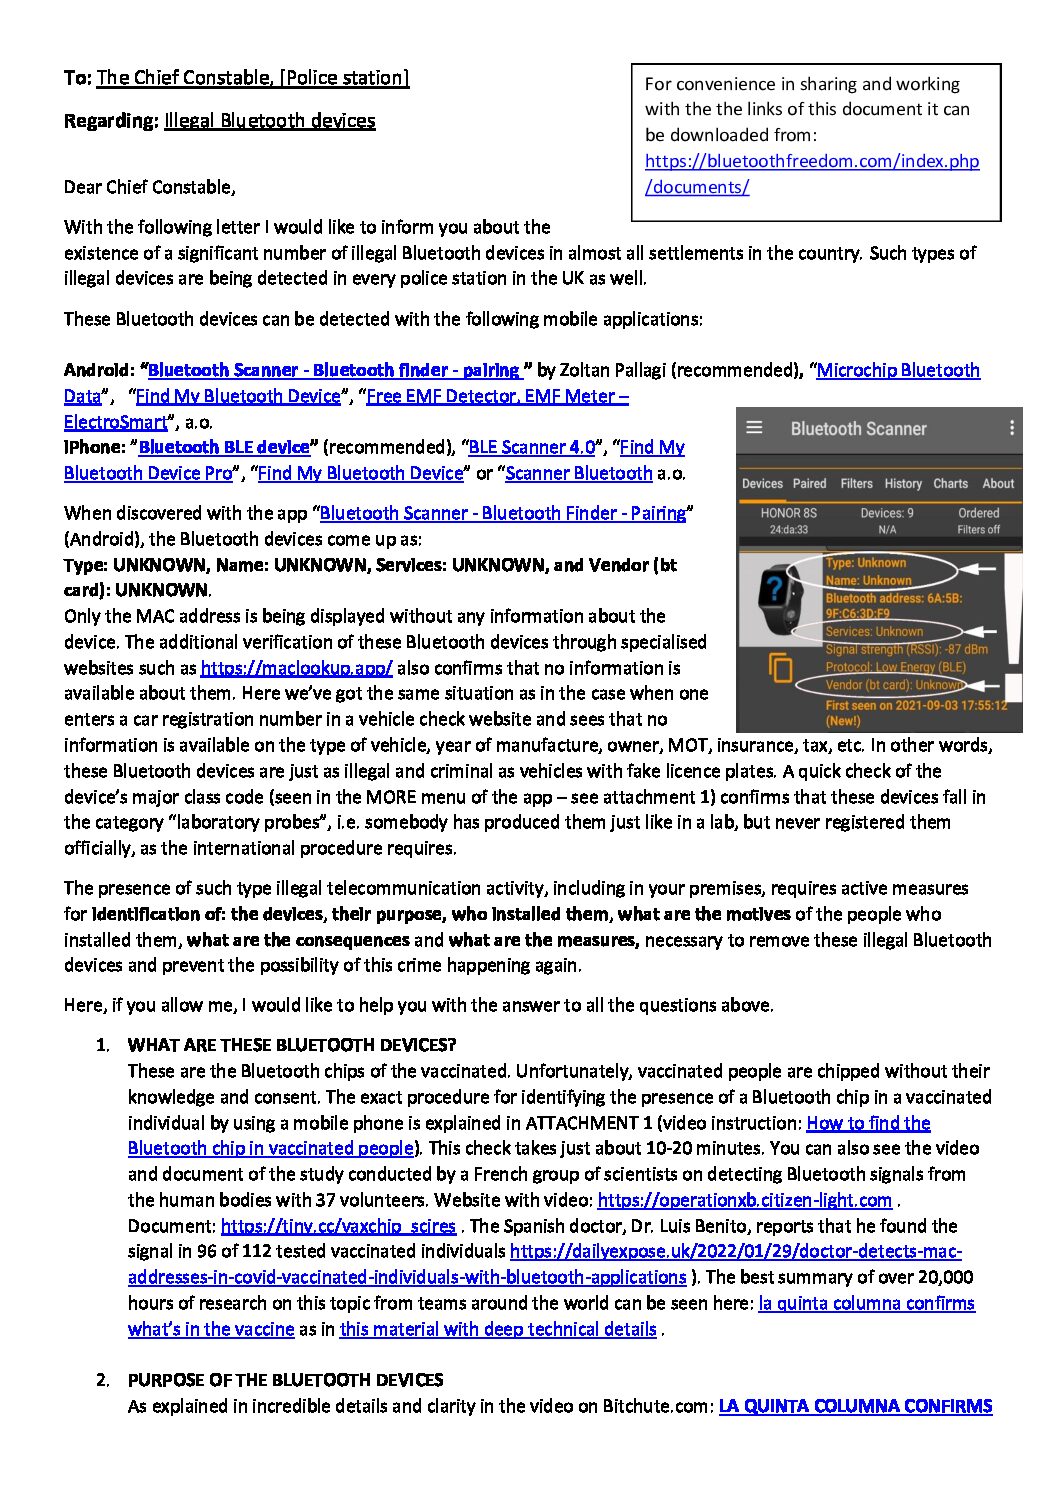 To: The Chief Constable, [Police station]
Regarding: Illegal Bluetooth devices
For convenience in sharing and working
with the the links of this document it can
be downloaded from:
https://bluetoothfreedom.com/index.php
/documents/
Dear Chief Constable,
With the following letter I would like to inform you about the
existence of a significant number of illegal Bluetooth devices in almost all settlements in the country. Such types of
illegal devices are being detected in every police station in the UK as well.
These Bluetooth devices can be detected with the following mobile applications:
Android: “Bluetooth Scanner - Bluetooth finder - pairing ” by Zoltan Pallagi (recommended), “Microchip Bluetooth
Data”, “Find My Bluetooth Device”, “Free EMF Detector, EMF Meter –
ElectroSmart”, a.o.
iPhone: ”Bluetooth BLE device” (recommended), “BLE Scanner 4.0”, “Find My
Bluetooth Device Pro”, “Find My Bluetooth Device” or “Scanner Bluetooth a.o.
When discovered with the app “Bluetooth Scanner - Bluetooth Finder - Pairing”
(Android), the Bluetooth devices come up as:
Type: UNKNOWN, Name: UNKNOWN, Services: UNKNOWN, and Vendor (bt
card): UNKNOWN.
Only the MAC address is being displayed without any information about the
device. The additional verification of these Bluetooth devices through specialised
websites such as https://maclookup.app/ also confirms that no information is
available about them. Here we’ve got the same situation as in the case when one
enters a car registration number in a vehicle check website and sees that no
Bluetooth Scanner
Devices Paired Filters History Charts About
HONOR 8S Devices: 9 Ordered
24:da:33 N/A Filters off
Type: Unknown
Name: Unknown
Bluetooth address: 6A:5B:
9F:C6:3D:F9
Services: Unknown
Signal strength (RSSI): -87 dBm
Protocol: Low Energy (BLE)
Vendor (bt card): Unknown
First seen on 2021-09-03 17:55:12
(New!)
information is available on the type of vehicle, year of manufacture, owner, MOT, insurance, tax, etc. In other words,
these Bluetooth devices are just as illegal and criminal as vehicles with fake licence plates. A quick check of the
device’s major class code (seen in the MORE menu of the app – see attachment 1) confirms that these devices fall in
the category “laboratory probes”, i.e. somebody has produced them just like in a lab, but never registered them
officially, as the international procedure requires.
The presence of such type illegal telecommunication activity, including in your premises, requires active measures
for identification of: the devices, their purpose, who installed them, what are the motives of the people who
installed them, what are the consequences and what are the measures, necessary to remove these illegal Bluetooth
devices and prevent the possibility of this crime happening again.
Here, if you allow me, I would like to help you with the answer to all the questions above.
1. WHAT ARE THESE BLUETOOTH DEVICES?
These are the Bluetooth chips of the vaccinated. Unfortunately, vaccinated people are chipped without their
knowledge and consent. The exact procedure for identifying the presence of a Bluetooth chip in a vaccinated
individual by using a mobile phone is explained in ATTACHMENT 1 (video instruction: How to find the
Bluetooth chip in vaccinated people). This check takes just about 10-20 minutes. You can also see the video
and document of the study conducted by a French group of scientists on detecting Bluetooth signals from
the human bodies with 37 volunteers. Website with video: https://operationxb.citizen-light.com .
Document: https://tiny.cc/vaxchip_scires . The Spanish doctor, Dr. Luis Benito, reports that he found the
signal in 96 of 112 tested vaccinated individuals https://dailyexpose.uk/2022/01/29/doctor-detects-mac-
addresses-in-covid-vaccinated-individuals-with-bluetooth-applications ). The best summary of over 20,000
hours of research on this topic from teams around the world can be seen here: la quinta columna confirms
what’s in the vaccine as in this material with deep technical details .
2. PURPOSE OF THE BLUETOOTH DEVICES
As explained in incredible details and clarity in the video on Bitchute.com: LA QUINTA COLUMNA CONFIRMS